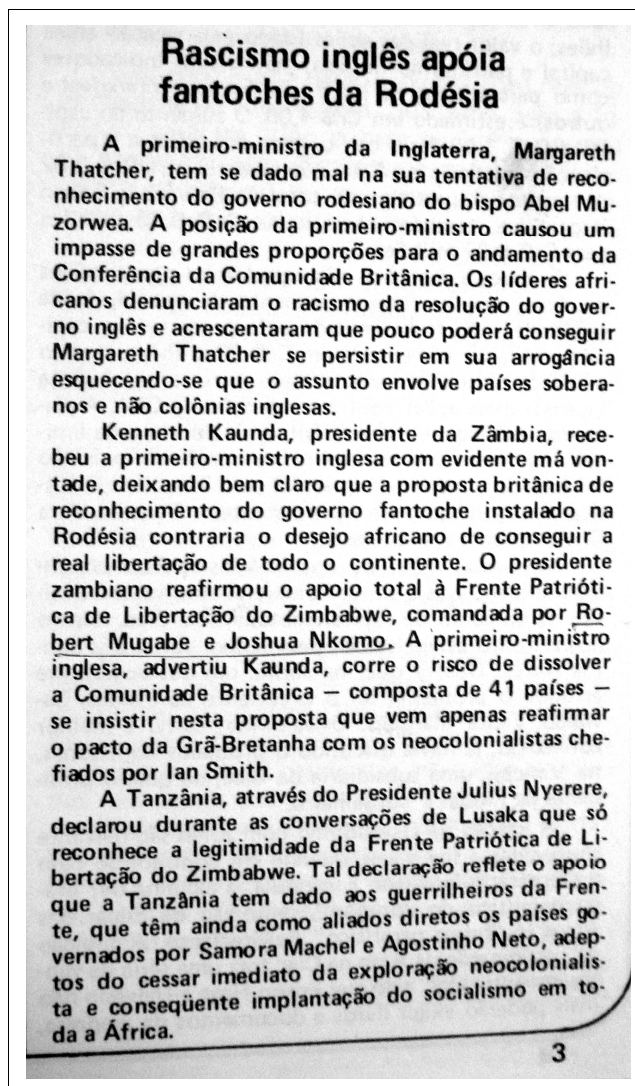 Rascismo inglês apóia
fantoches da Rodésia
A primeiro-ministro da Inglaterra, Margareth
Thatcher, tem se dado mal na sua tentativa de reco-
nhecimento do governo rodesiano do bispo Abel Mu-
zorwea. A posição da primeiro-ministro causou um
impasse de grandes proporções para o andamento da
Conferência da Comunidade Britânica. Os líderes afri-
canos denunciaram o racismo da resolução do gover-
no inglês e acrescentaram que pouco poderá conseguir
Margareth Thatcher se persistir em sua arrogância
esquecendo-se que o assunto envolve países sobera-
nos e não colônias inglesas.
Kenneth Kaunda, presidente da Zâmbia, rece-
beu a primeiro-ministro inglesa com evidente má von-
tade, deixando bem claro que a proposta britânica de
reconhecimento do governo fantoche instalado na
Rodésia contraria o desejo africano de conseguir a
real libertação de todo o continente. O presidente
zambiano reafirmou o apoio total à Frente Patrióti-
ca de Libertação do Zimbabwe, comandada por Ro-
bert Mugabe e Joshua Nkomo. A primeiro-ministro
inglesa, advertiu Kaunda, corre o risco de dissolver
a Comunidade Britânica — composta de 41 países —
se insistir nesta proposta que vem apenas reafirmar
o pacto da Grã-Bretanha com os neocolonialistas che-
fiados por Ian Smith.
A Tanzânia, através do Presidente Julius Nyerere,
declarou durante as conversações de Lusaka que só
reconhece a legitimidade da Frente Patriótica de Li-
bertação do Zimbabwe. Tal declaração reflete o apoio
que a Tanzânia tem dado aos guerrilheiros da Fren-
te, que têm ainda como aliados diretos os países go-
vernados por Samora Machel e Agostinho Neto, adep-
tos do cessar imediato da exploração neocolonialis-
ta e conseqüente implantação do socialismo em to-
da a África.
3